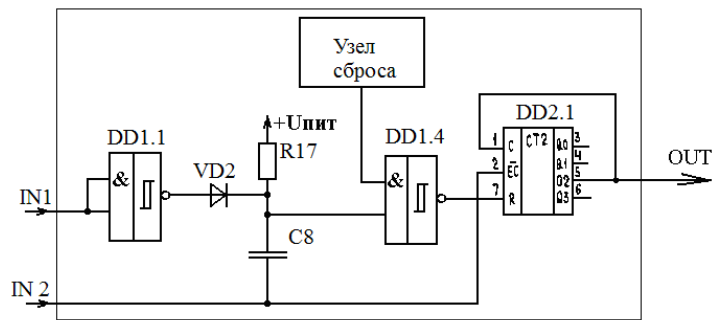 Узел
сброса
DD2.1
+Uпит
DD1.1
R17
DD1.4
1
C
CT2
Q0
3
VD2
&
2
EC
Q1
4
OUT
&
Q2
5
7
R
Q3
6
IN1
C8
IN 2